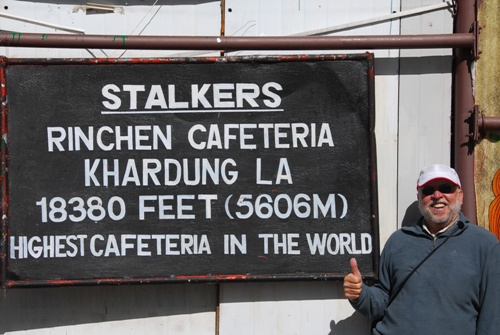 STALKERS
RINCHEN CAFETERIA
KHARDUNG LA
18380 FEET (5606M)
HIGHEST CAFETERIA IN THE WORLD